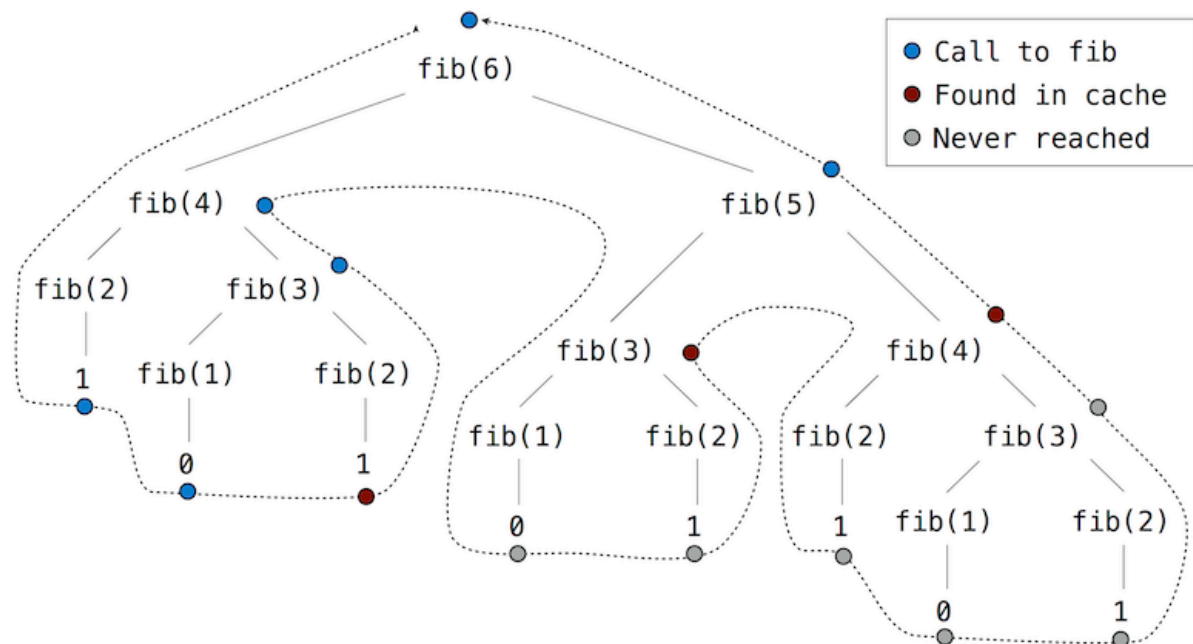 fib(6)
Call to fib
Found in cache
Never reached
fib(4)
fib(5)
fib(2)
fib(3)
fib(3)
fib(4)
1
fib(1)
fib(2)
fib(1)
fib(2)
fib(2)
fib(3)
0
1
0
1
1
fib(1)
fib(2)
0
1